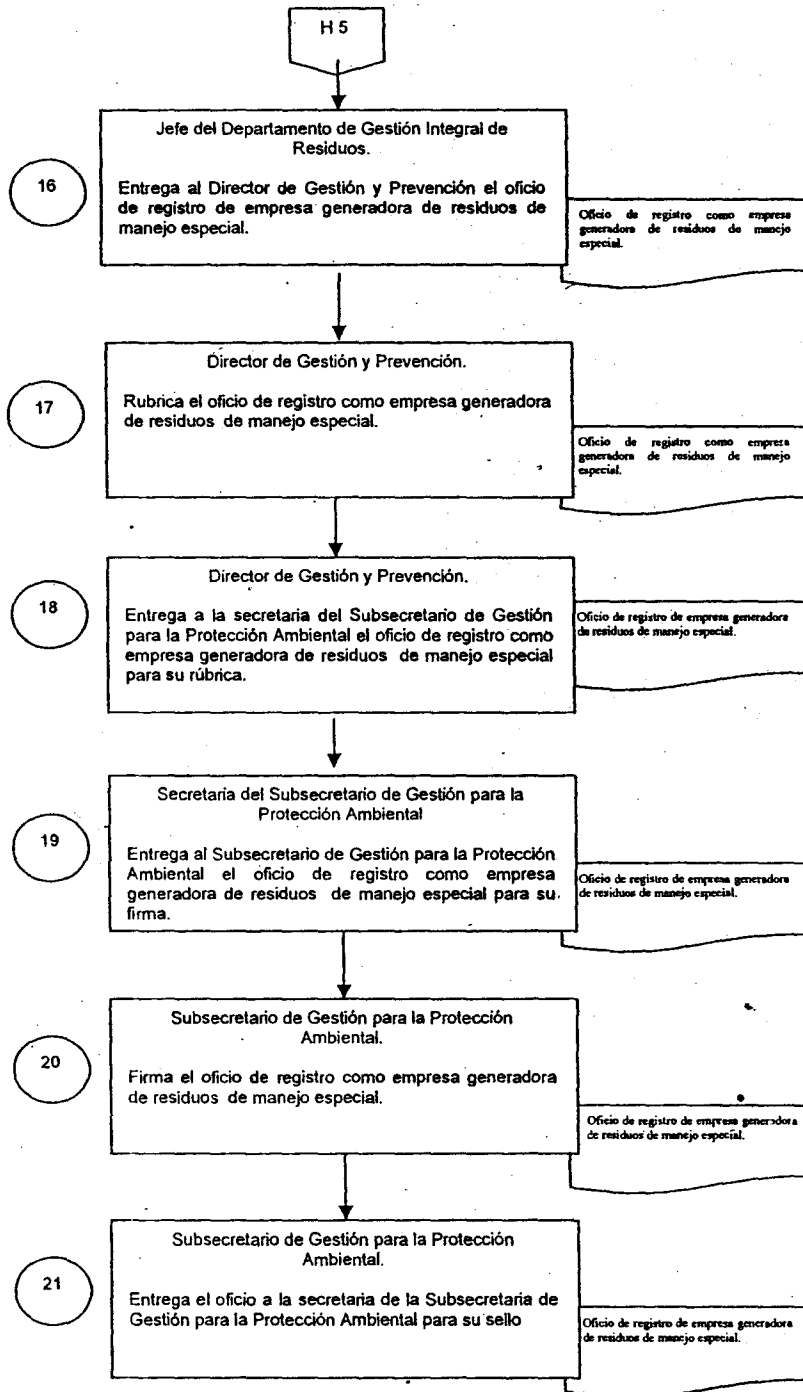 H 5
Jefe del Departamento de Gestión Integral de
Residuos.
16
Entrega al Director de Gestión y Prevención el oficio
de registro de empresa generadora de residuos de
manejo especial.
Oficio de registro como empresa
generadora de residuos de manejo
especial.
Director de Gestión y Prevención.
17
Rubrica el oficio de registro como empresa generadora
de residuos de manejo especial.
Oficio de registro como empresa
generadora de residuos de manejo
especial.
Director de Gestión y Prevención.
18
Entrega a la secretaria del Subsecretario de Gestión
para la Protección Ambiental el oficio de registro como
empresa generadora de residuos de manejo especial
para su rúbrica.
Oficio de registro de empresa generadora
de residuos de manejo especial.
Secretaria del Subsecretario de Gestión para la
Protección Ambiental
19
Entrega al Subsecretario de Gestión para la Protección
Ambiental el oficio de registro como empresa
generadora de residuos de manejo especial para su
firma.
Oficio de registro de empresa generadora
de residuos de manejo especial.
Subsecretario de Gestión para la Protección
Ambiental.
20
Firma el oficio de registro como empresa generadora
de residuos de manejo especial.
Oficio de registro de empresa generadora
de residuos de manejo especial.
Subsecretario de Gestión para la Protección
Ambiental.
21
Entrega el oficio a la secretaria de la Subsecretaria de
Gestión para la Protección Ambiental para su sello
Oficio de registro de empresa generadora
de residuos de manejo especial.